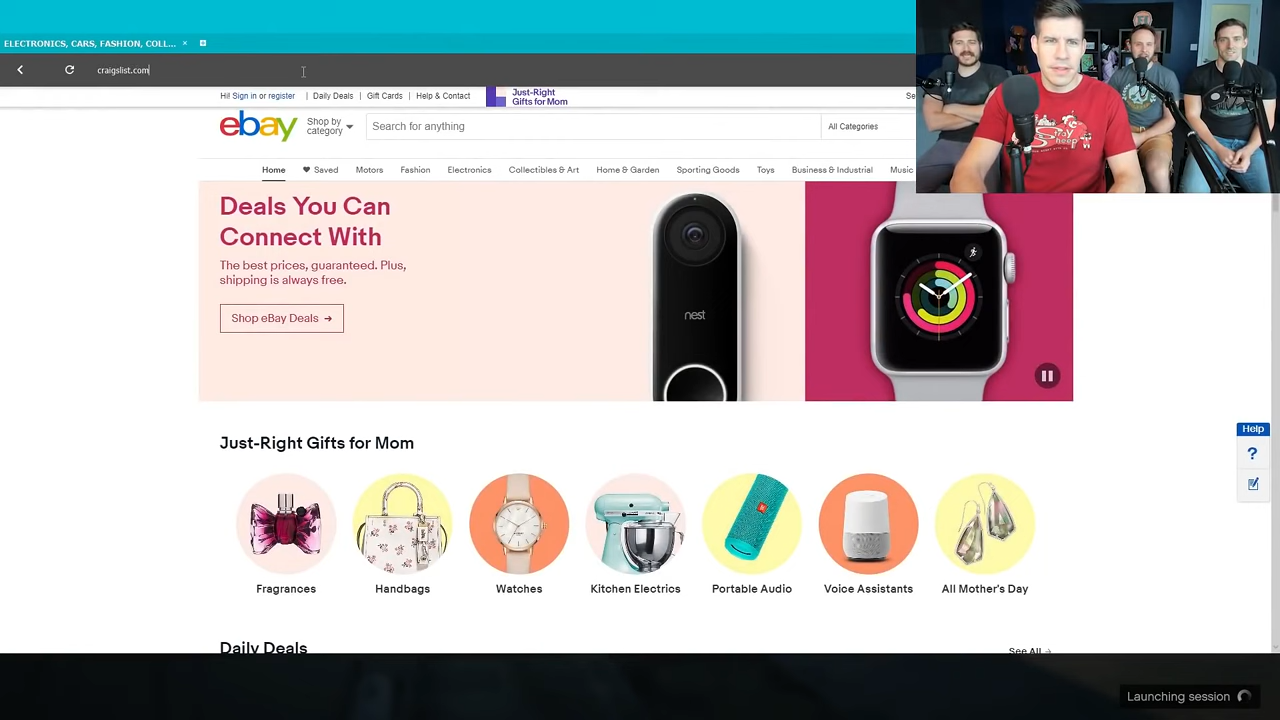 ELECTRONICS, CARS, FASHION, COLL...
craigslist.com
Hi! Sign in or register
Daily Deals
Gift Cards
Help & Contact
Just-Right
Gifts for Mom
Se
ebay
Shop by
category
Search for anything
All Categories
Home
Saved
Motors
Fashion
Electronics
Collectibles & Art
Home & Garden
Sporting Goods
Toys
Business & Industrial
Music
Deals You Can
Connect With
The best prices, guaranteed. Plus,
shipping is always free.
Shop eBay Deals →
nest
Stray
Sheep
Help
?
Just-Right Gifts for Mom
Fragrances
Handbags
Watches
Kitchen Electrics
Portable Audio
Voice Assistants
All Mother's Day
Daily Deals
See All →
Launching session